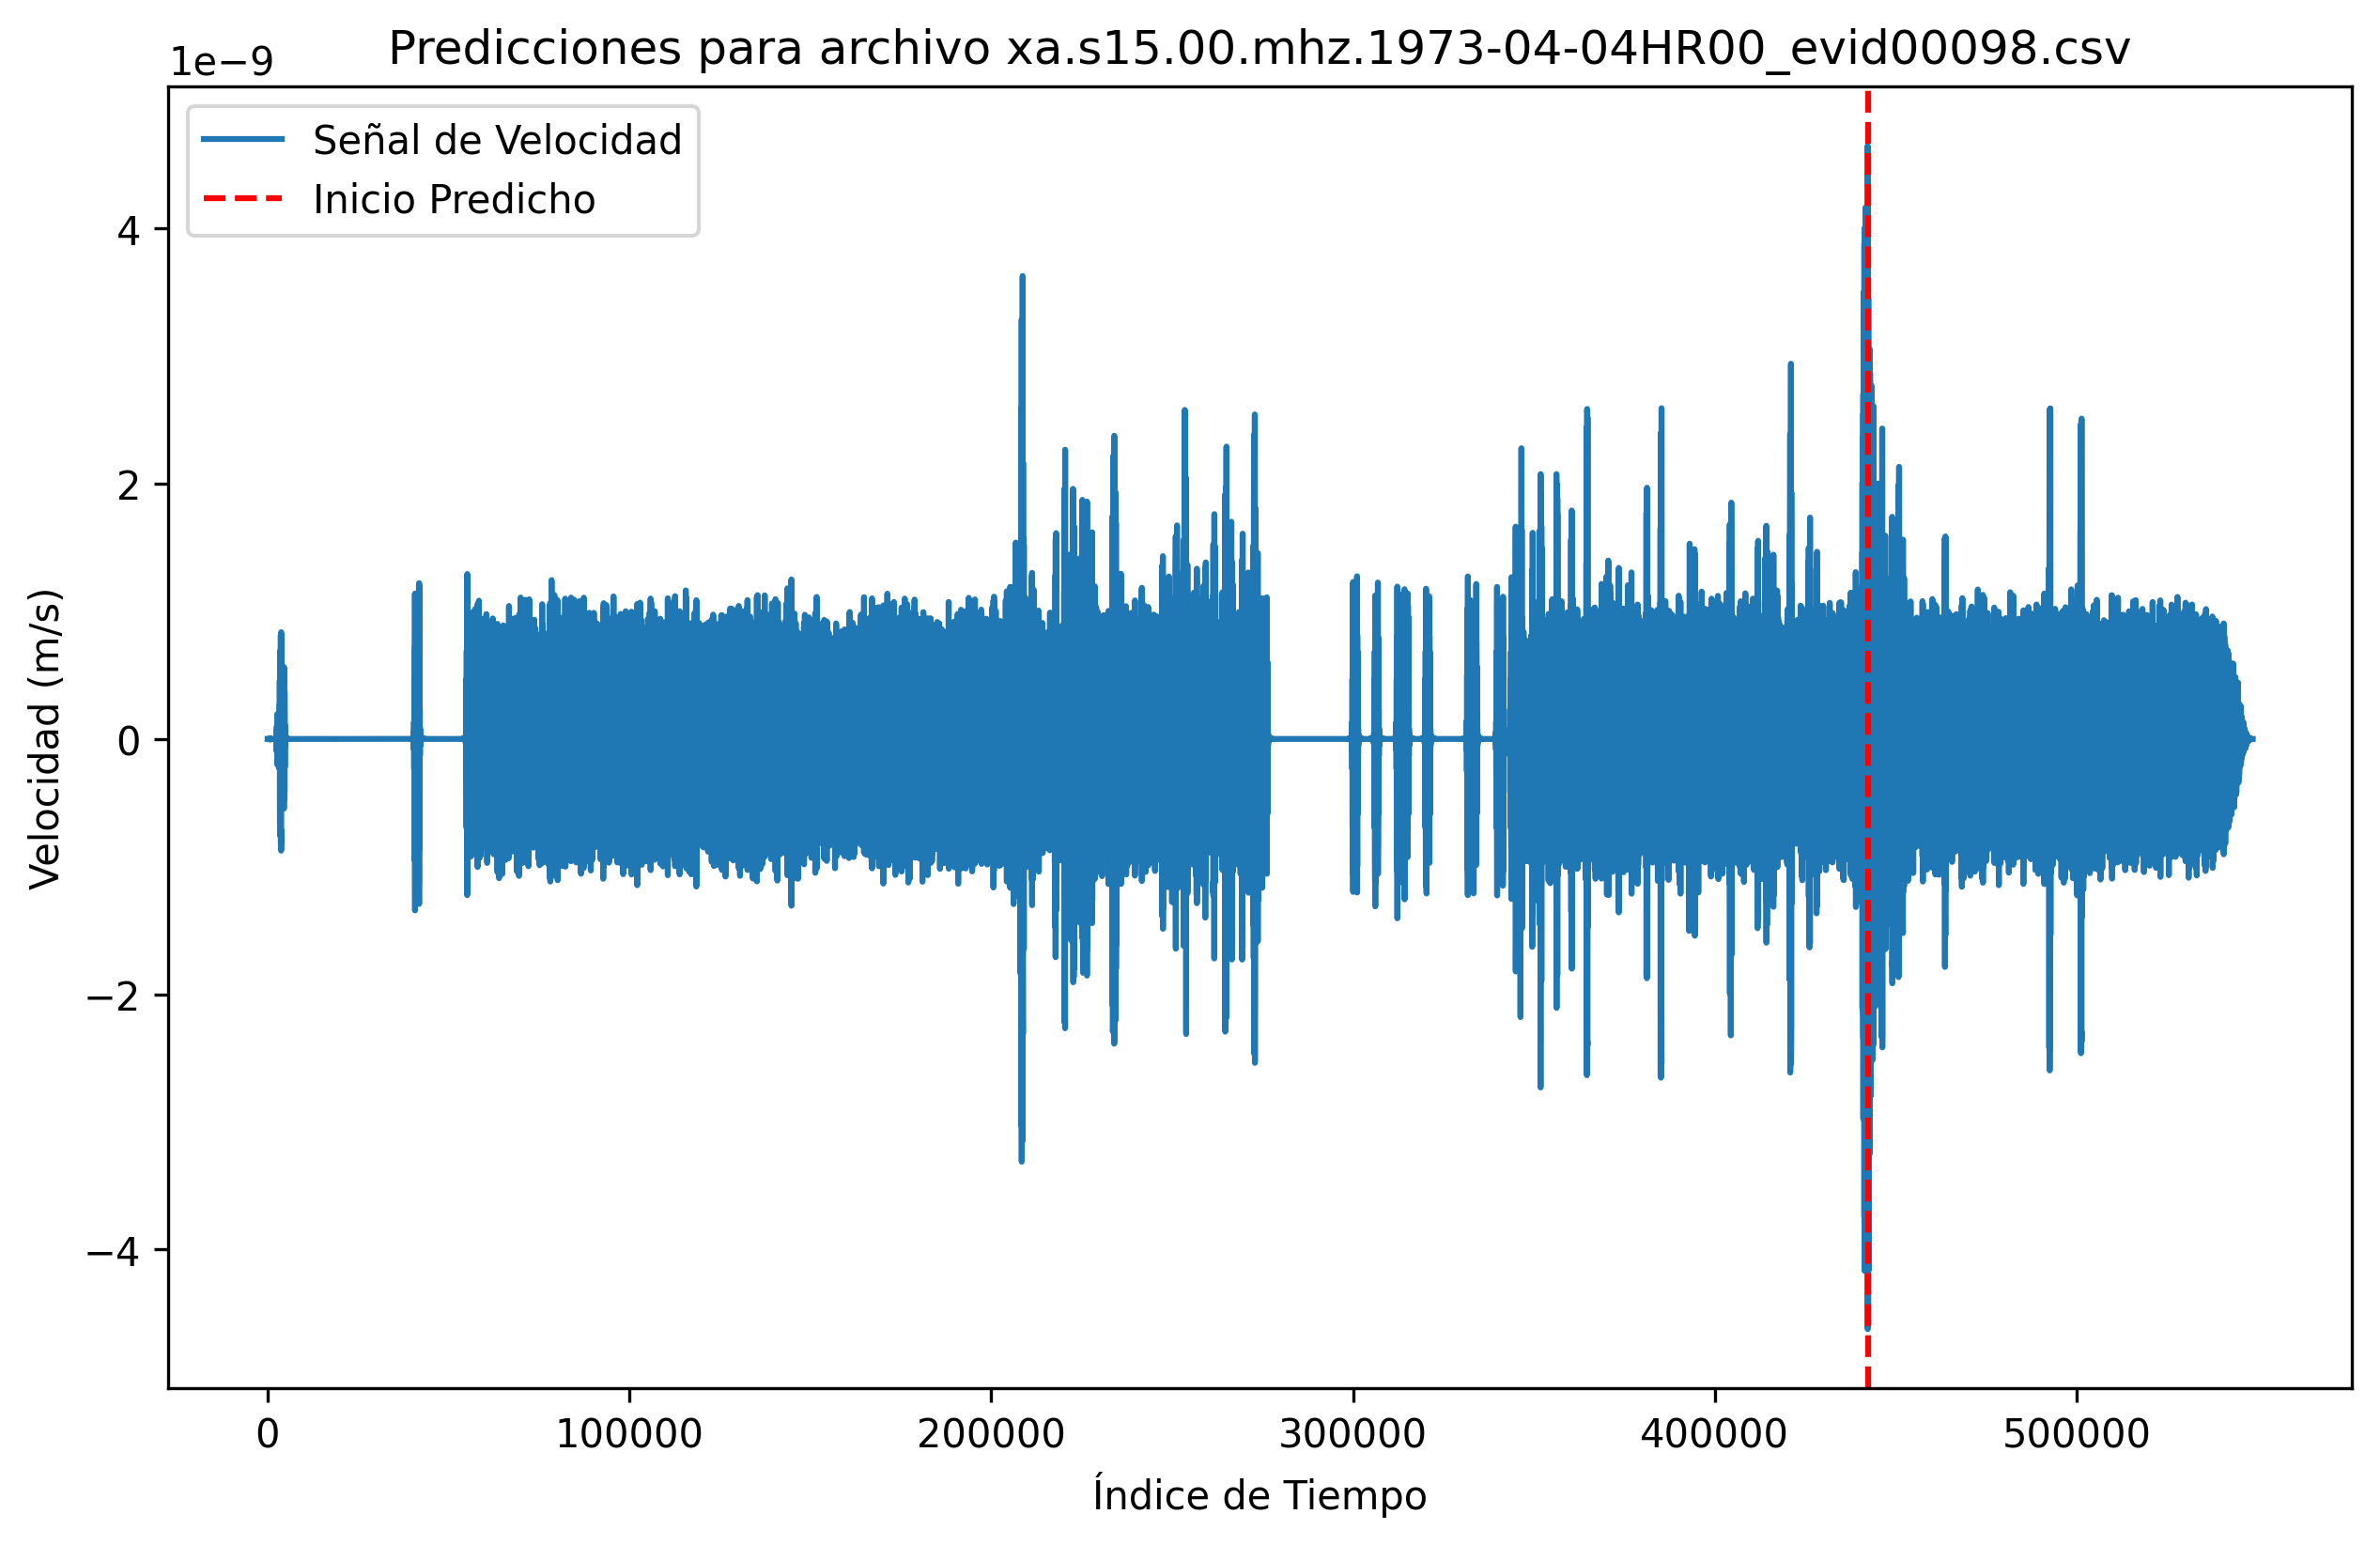 Predicciones para archivo xa.s15.00.mhz.1973-04-04HR00_evid00098.csv
1e−9
Señal de Velocidad
Inicio Predicho
4
2
0
−2
−4
Velocidad (m/s)
0 100000 200000 300000 400000 500000
Índice de Tiempo